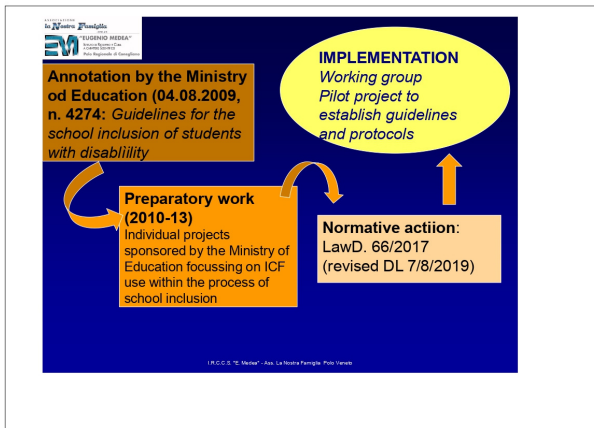 ASSOCIAZIONE
la Nostra Famiglia
"EUGENIO MEDEA"
Polo Regionale di Conegliano
Annotation by the Ministry
od Education (04.08.2009,
n. 4274: Guidelines for the
school inclusion of students
with disabliility
IMPLEMENTATION
Working group
Pilot project to
establish guidelines
and protocols
Preparatory work
(2010-13)
Individual projects
sponsored by the Ministry of
Education focussing on ICF
use within the process of
school inclusion
Normative actiion:
LawD. 66/2017
(revised DL 7/8/2019)
I.R.C.C.S. "E. Medea" - Ass. La Nostra Famiglia Polo Veneto